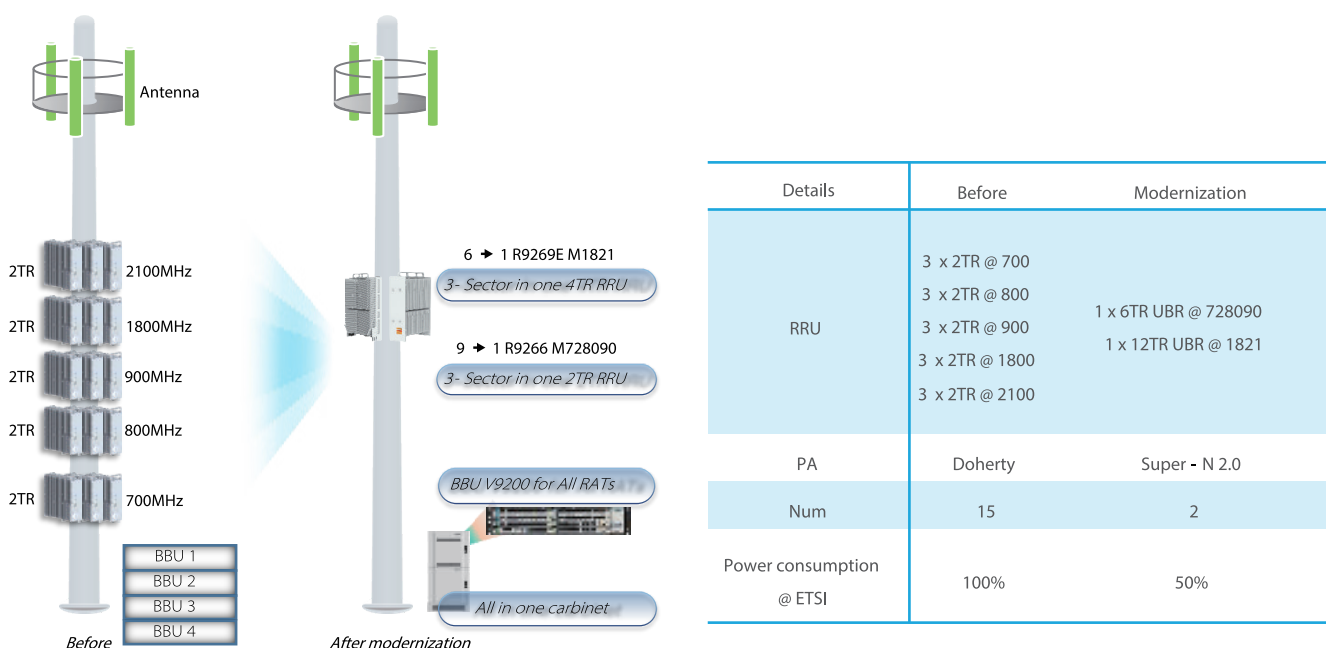 Antenna
2TR 2100MHz
2TR 1800MHz
2TR 900MHz
2TR 800MHz
2TR 700MHz
BBU 1
BBU 2
BBU 3
BBU 4
Before
6 → 1 R9269E M1821
3- Sector in one 4TR RRU
9 → 1 R9266 M728090
3- Sector in one 2TR RRU
BBU V9200 for All RATs
All in one carbinet
After modernization
Details Before Modernization
RRU
3 x 2TR @ 700
3 x 2TR @ 800
3 x 2TR @ 900
3 x 2TR @ 1800
3 x 2TR @ 2100
1 x 6TR UBR @ 728090
1 x 12TR UBR @ 1821
PA Doherty Super - N 2.0
Num 15 2
Power consumption
@ ETSI
100% 50%